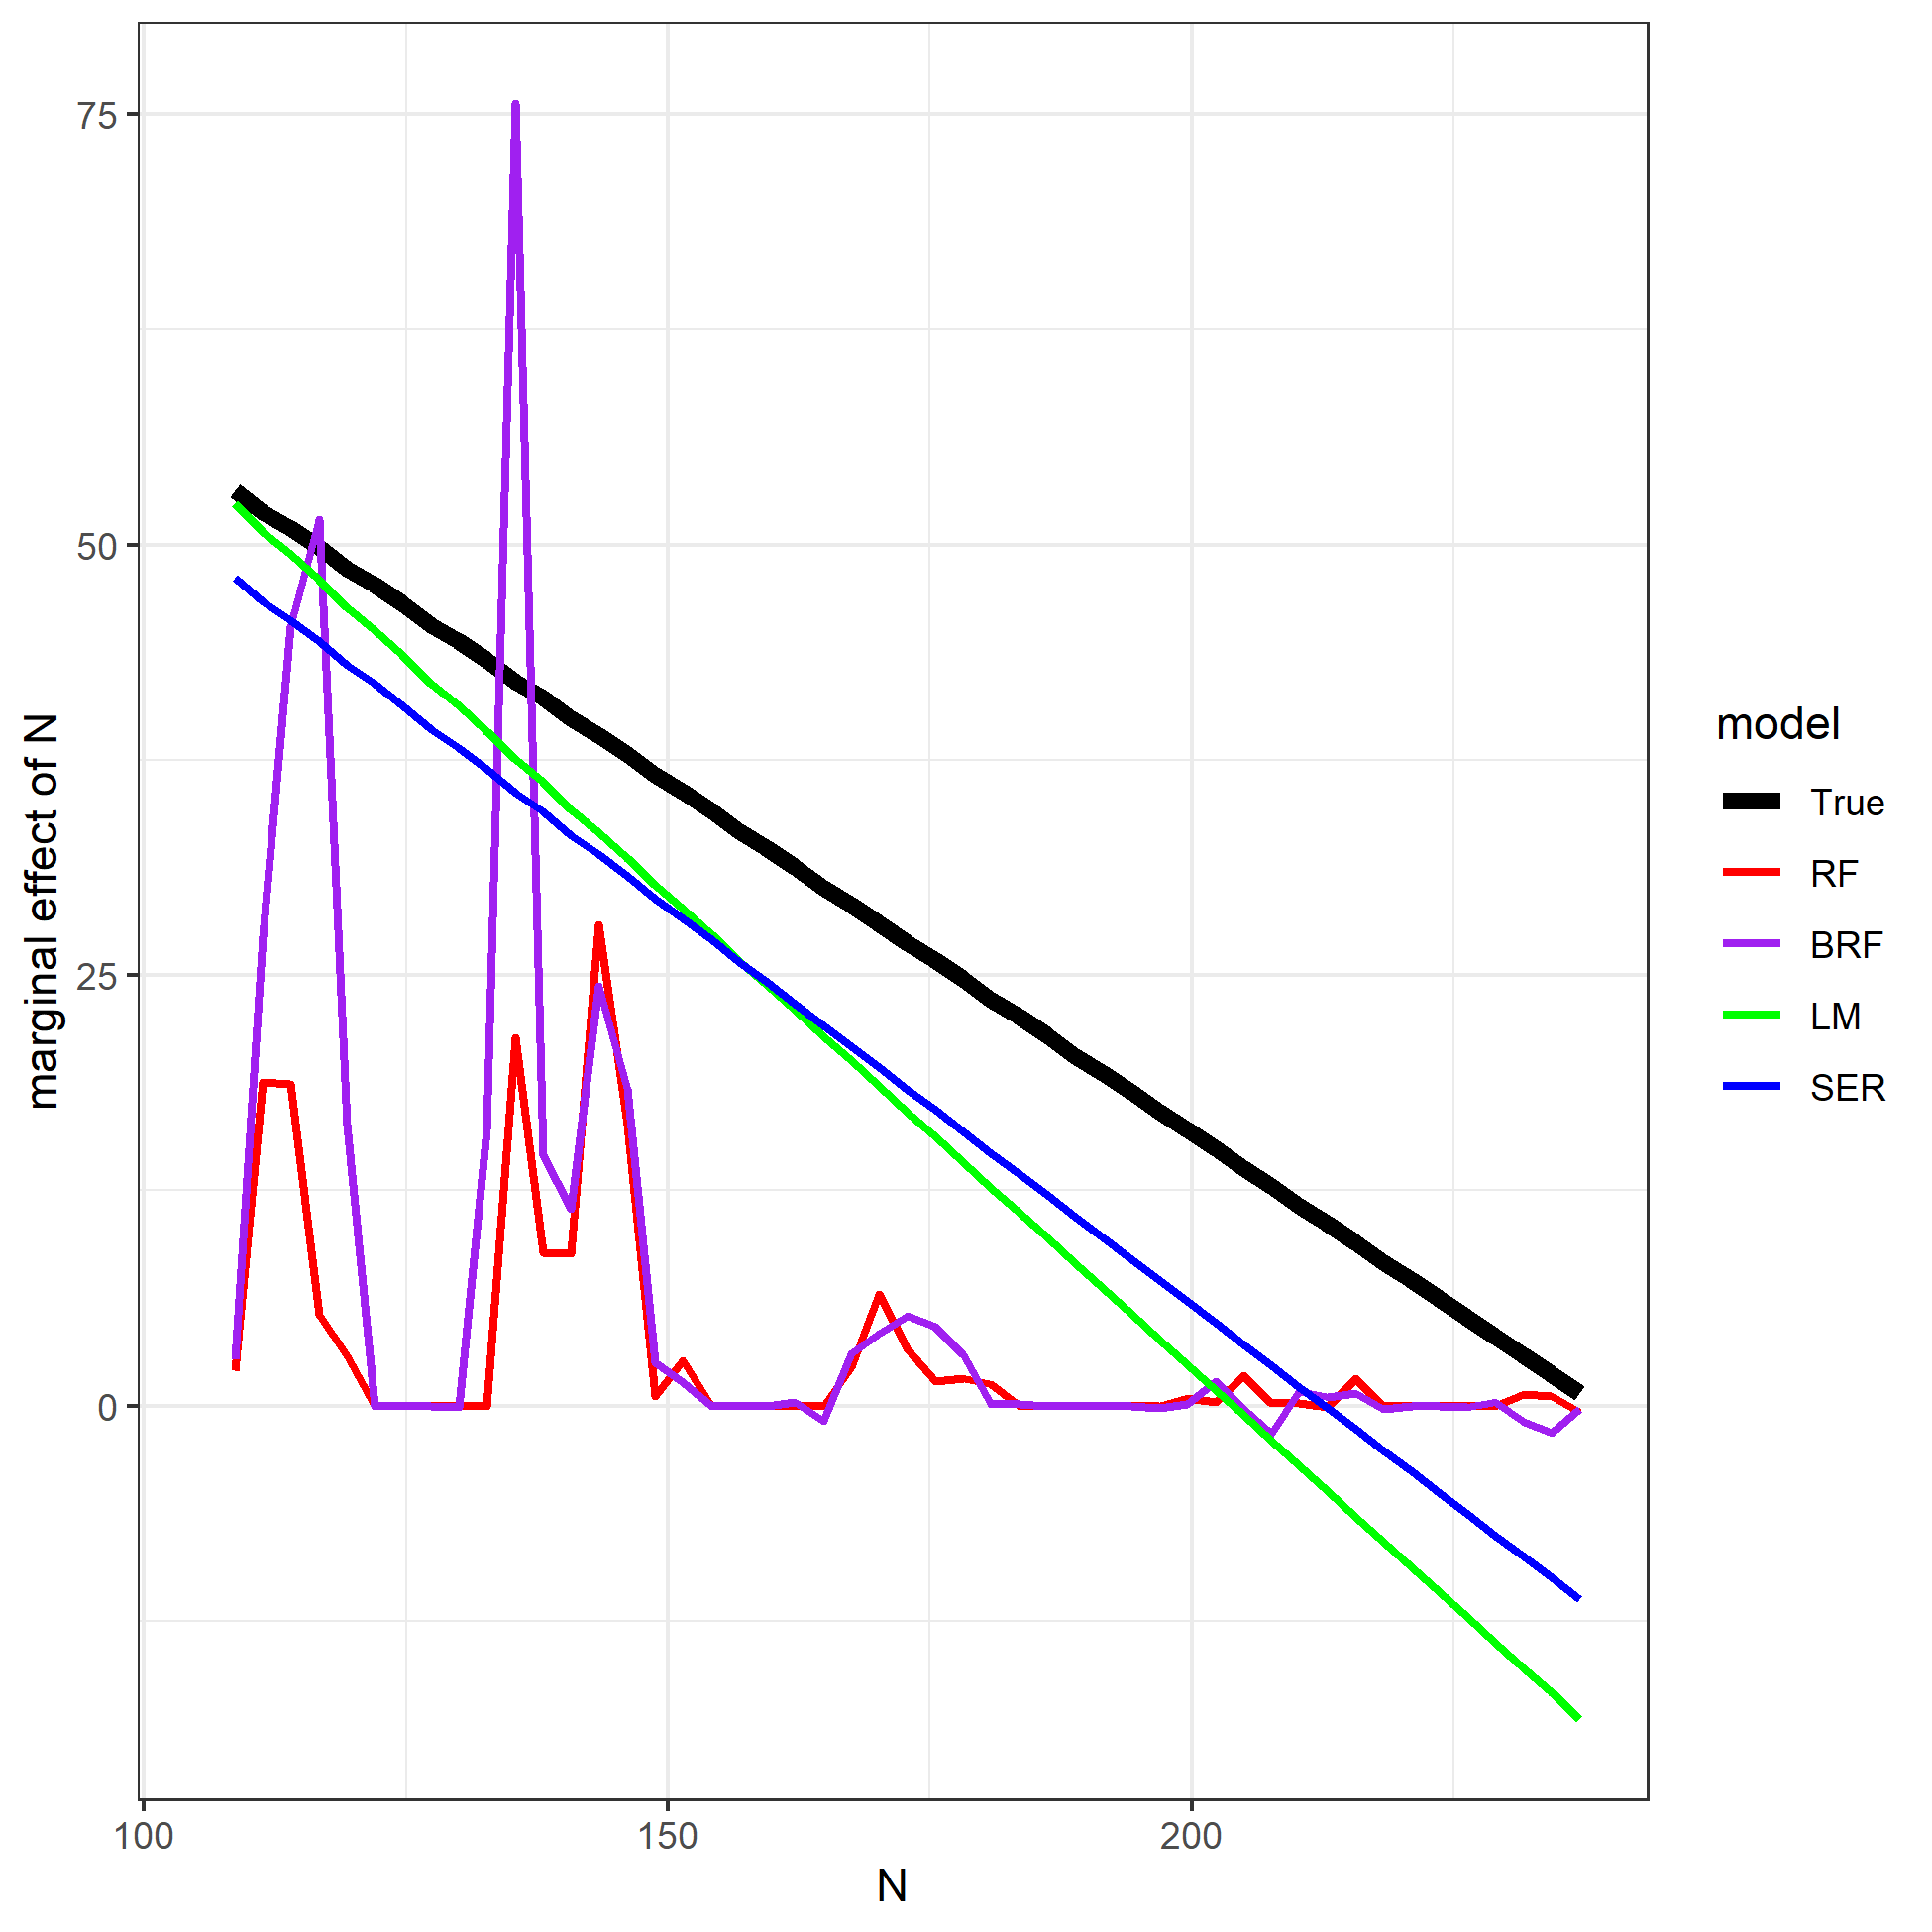 75
50
25
0
marginal effect of N
100
150
200
N
model
True
RF
BRF
LM
SER